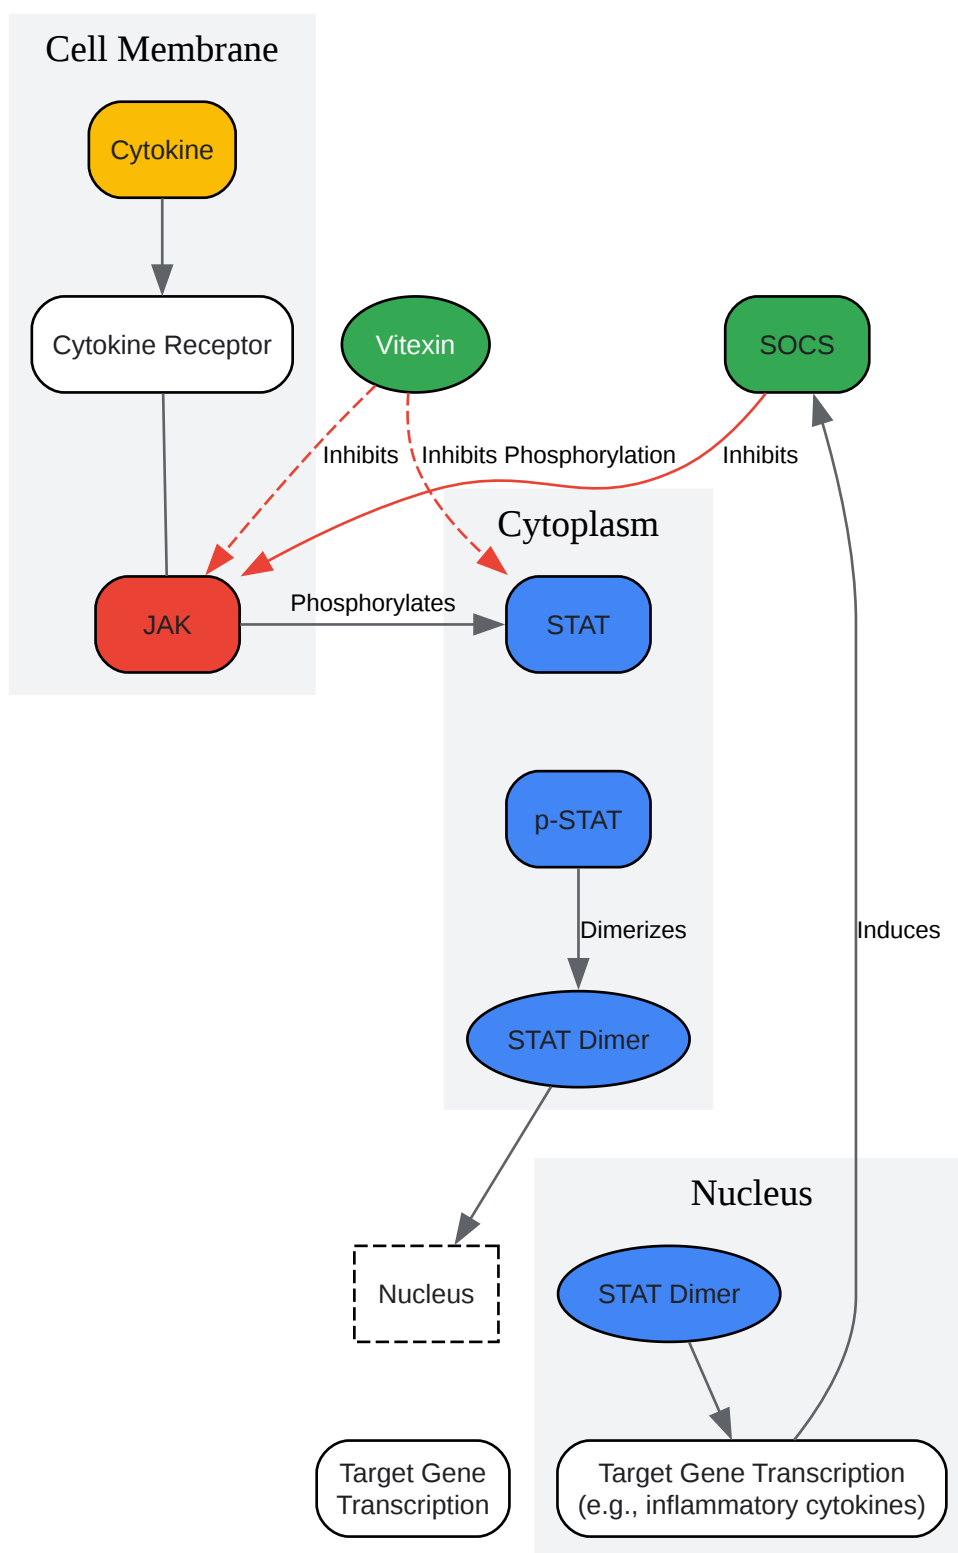 Cell Membrane
Cytokine
Cytokine Receptor
Vitexin
SOCS
Inhibits
Inhibits Phosphorylation
Inhibits
Cytoplasm
JAK
Phosphorylates
STAT
p-STAT
Dimerizes
Induces
STAT Dimer
Nucleus
Nucleus
STAT Dimer
Target Gene
Transcription
Target Gene Transcription
(e.g., inflammatory cytokines)